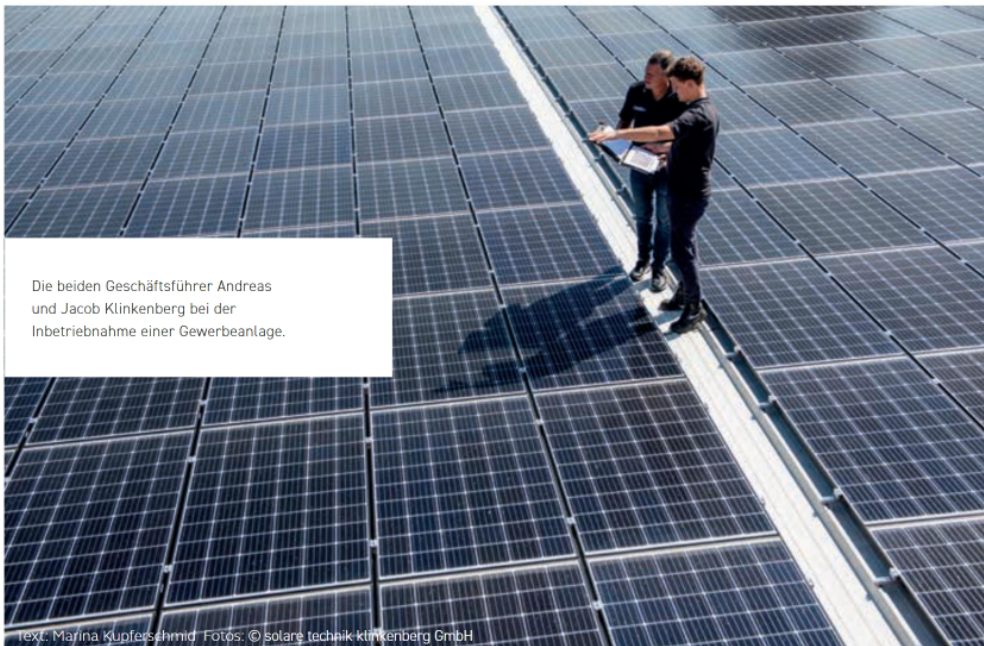 Die beiden Geschäftsführer Andreas
und Jacob Klinkenberg bei der
Inbetriebnahme einer Gewerbeanlage.
Text: Marina Kupferschmid Fotos: © solare technik klinkenberg GmbH